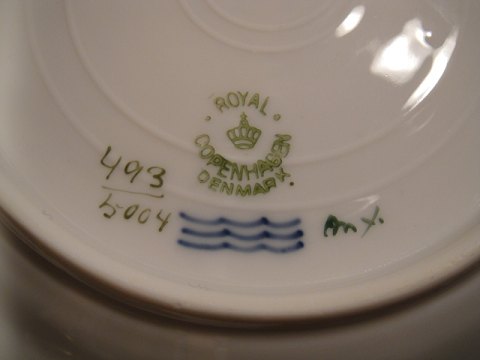 ROYAL
COPENHAGEN
DENMARK.
493
5004